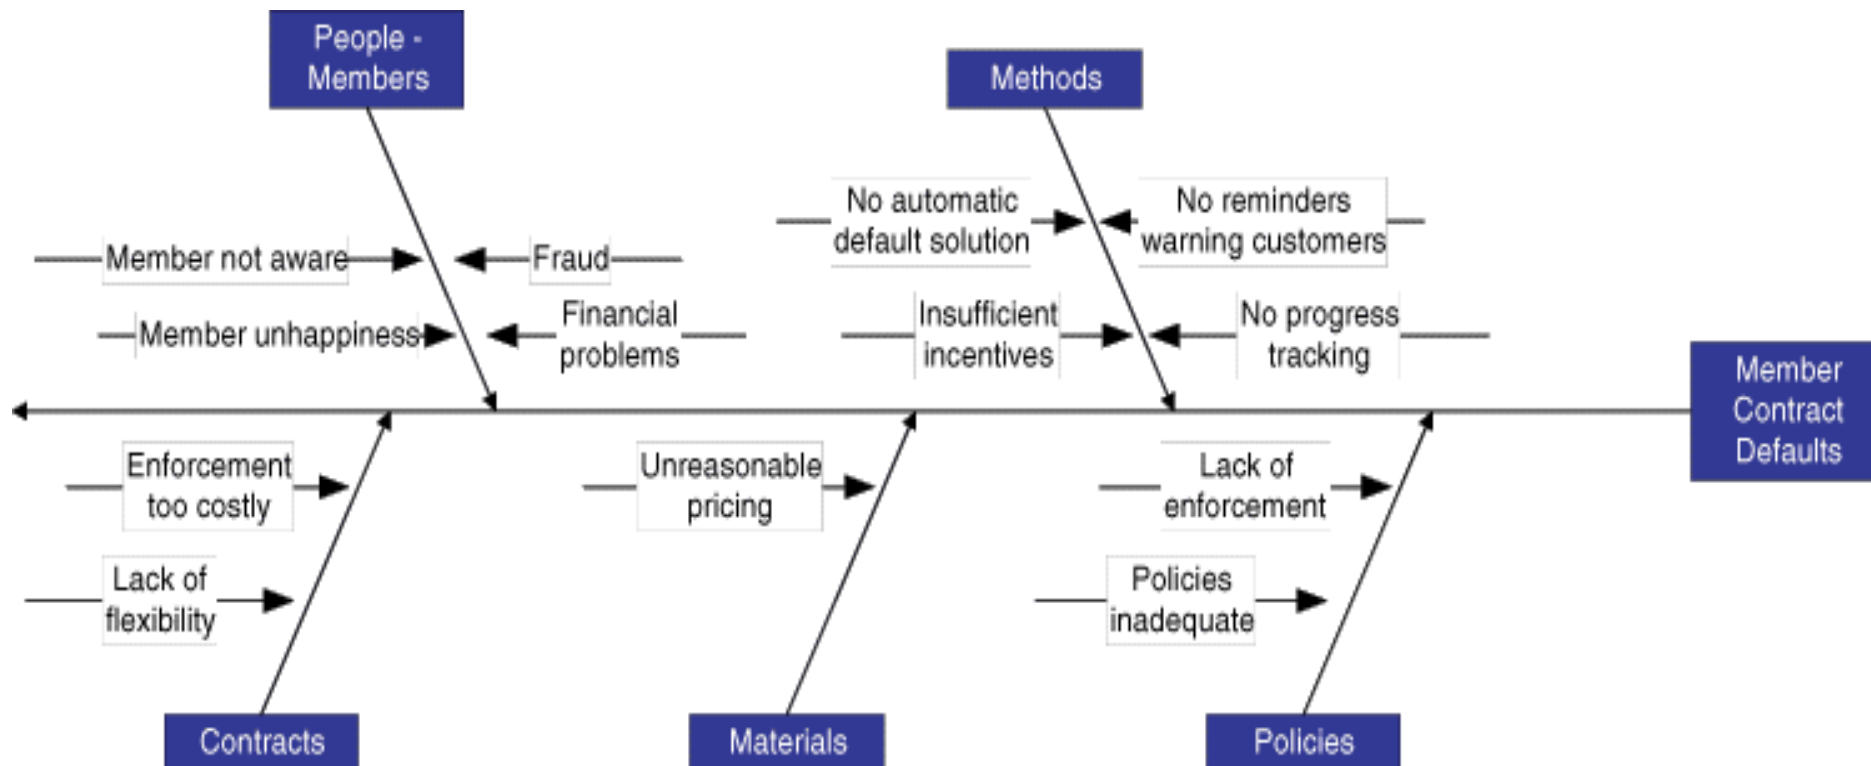 People -
Members
Methods
No automatic
default solution
No reminders
warning customers
Member not aware
Fraud
Member unhappiness
Financial
problems
Insufficient
incentives
No progress
tracking
Member
Contract
Defaults
Enforcement
too costly
Unreasonable
pricing
Lack of
enforcement
Lack of
flexibility
Policies
inadequate
Contracts
Materials
Policies